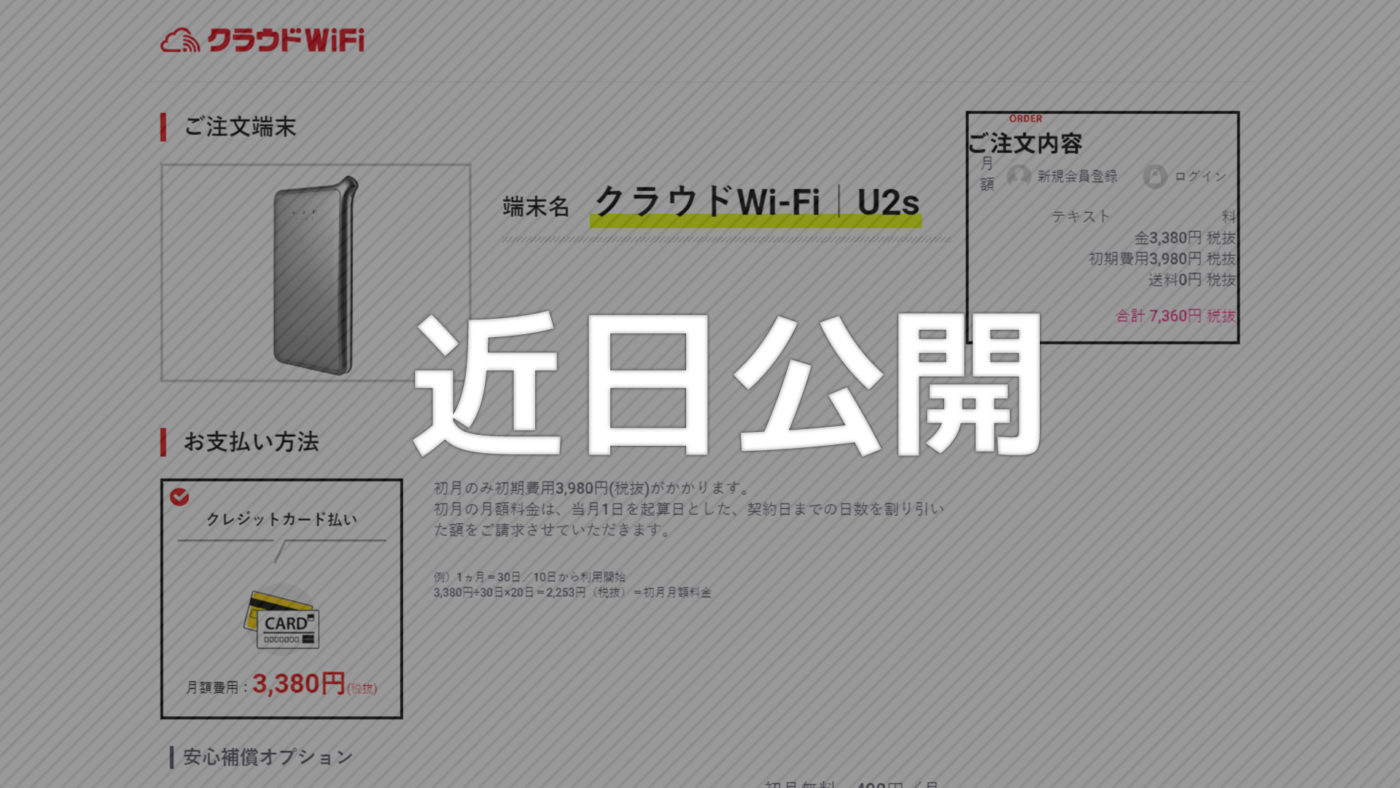 クラウドWiFi
ご注文端末
端末名 クラウドWi-Fi｜U2s
ORDER
ご注文内容
月額
新規会員登録 ログイン
テキスト 料
金3,380円 税抜
初期費用3,980円 税抜
送料0円 税抜
合計 7,360円 税抜
近日公開
お支払い方法
クレジットカード払い
CARD
月額費用：3,380円(税抜)
初月のみ初期費用3,980円(税抜)がかかります。
初月の月額料金は、当月1日を起算日とした、契約日までの日数を割り引い
た額をご請求させていただきます。
例）1ヵ月＝30日／10日から利用開始
3,380円÷30日×20日＝2,253円（税抜）＝初月月額料金
安心補償オプション